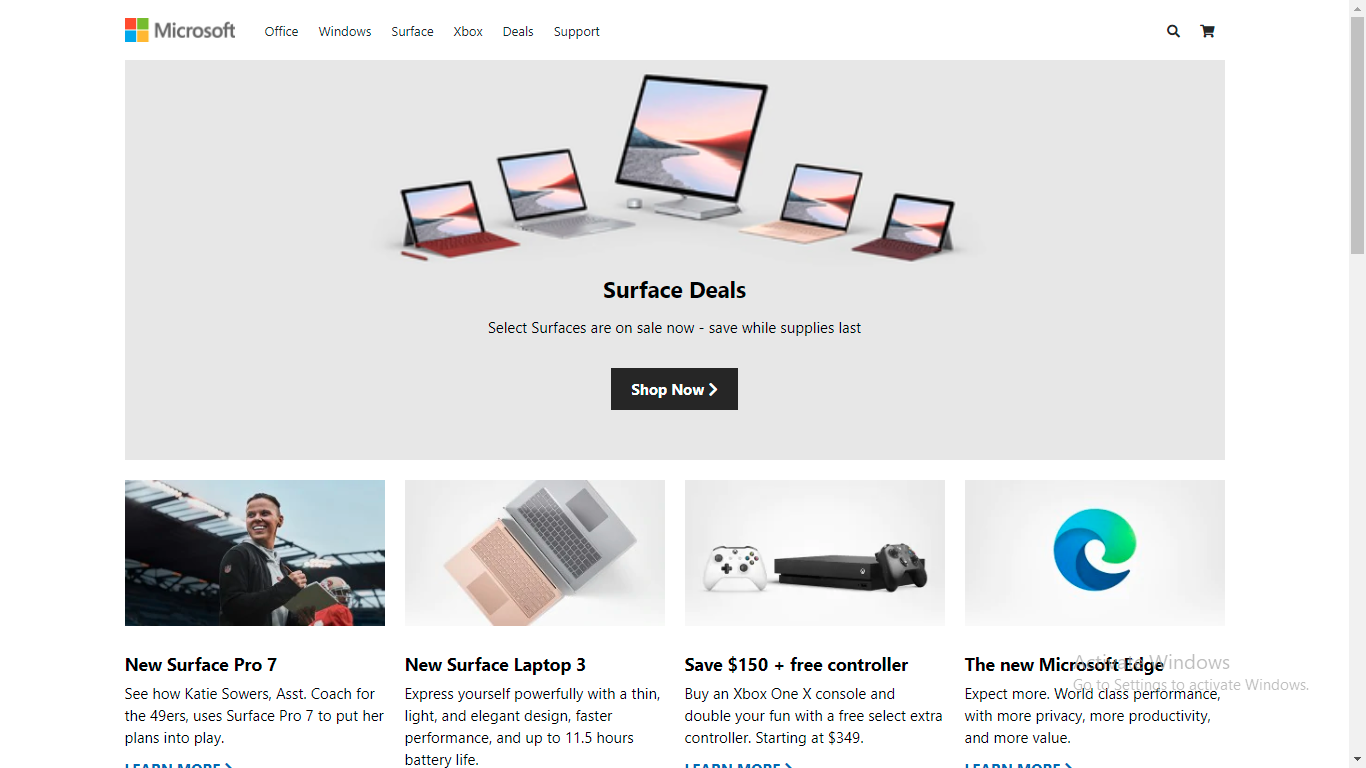 Microsoft
Office Windows Surface Xbox Deals Support
Surface Deals
Select Surfaces are on sale now - save while supplies last
Shop Now
New Surface Pro 7
See how Katie Sowers, Asst. Coach for
the 49ers, uses Surface Pro 7 to put her
plans into play.
LEARN MORE
New Surface Laptop 3
Express yourself powerfully with a thin,
light, and elegant design, faster
performance, and up to 11.5 hours
battery life.
Save $150 + free controller
Buy an Xbox One X console and
double your fun with a free select extra
controller. Starting at $349.
LEARN MORE
The new Microsoft Edge
Expect more. World class performance,
with more privacy, more productivity,
and more value.
LEARN MORE
Activate Windows
Go to Settings to activate Windows.